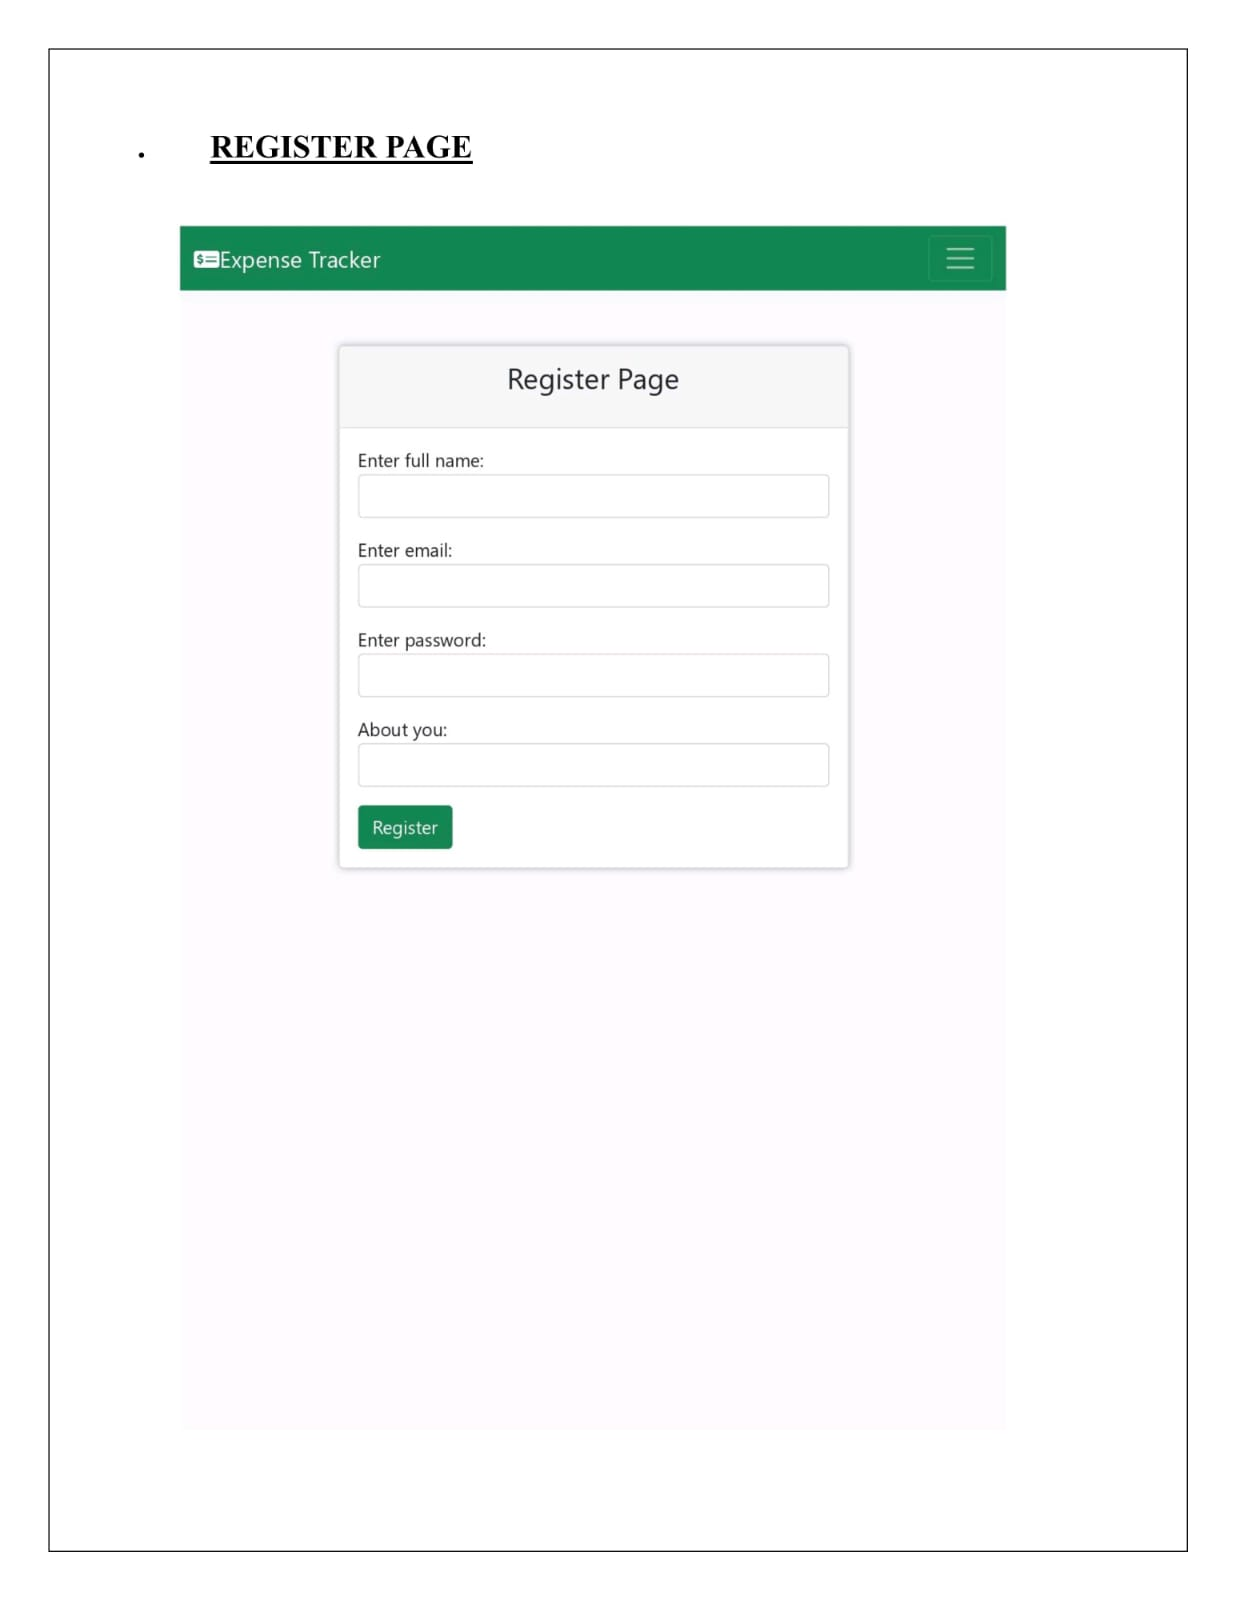 . REGISTER PAGE
Expense Tracker
Register Page
Enter full name:
Enter email:
Enter password:
About you:
Register